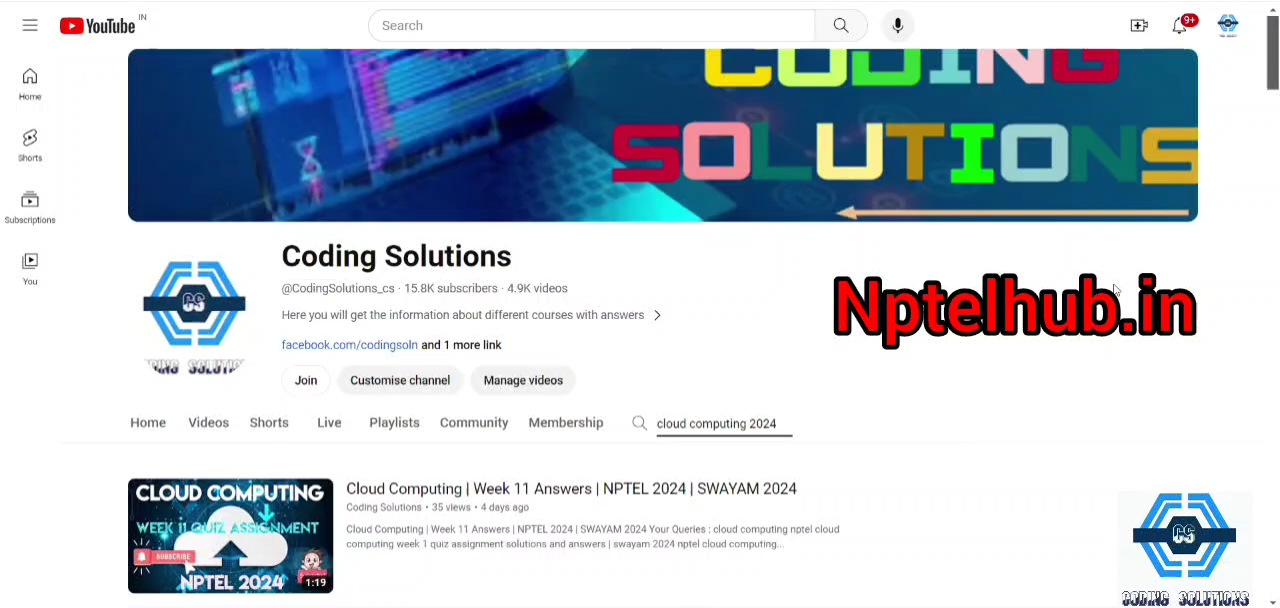 YouTube IN
Search
9+
Home
Shorts
Subscriptions
You
CODING
SOLUTIONS
Coding Solutions
@CodingSolutions_cs · 15.8K subscribers · 4.9K videos
Here you will get the information about different courses with answers
facebook.com/codingsoln and 1 more link
Join
Customise channel
Manage videos
CS
CODING SOLUTIONS
Nptelhub.in
Home
Videos
Shorts
Live
Playlists
Community
Membership
cloud computing 2024
CLOUD COMPUTING
WEEK 11 QUIZ ASSIGNMENT
SUBSCRIBE
NPTEL 2024
1:19
Cloud Computing | Week 11 Answers | NPTEL 2024 | SWAYAM 2024
Coding Solutions • 35 views • 4 days ago
Cloud Computing | Week 11 Answers | NPTEL 2024 | SWAYAM 2024 Your Queries : cloud computing nptel cloud
computing week 1 quiz assignment solutions and answers | swayam 2024 nptel cloud computing...
CS
CODING SOLUTIONS